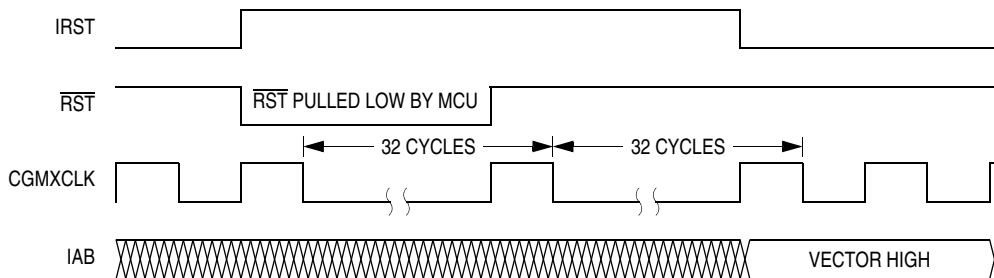 IRST
RST
RST PULLED LOW BY MCU
32 CYCLES
32 CYCLES
CGMXCLK
IAB
VECTOR HIGH